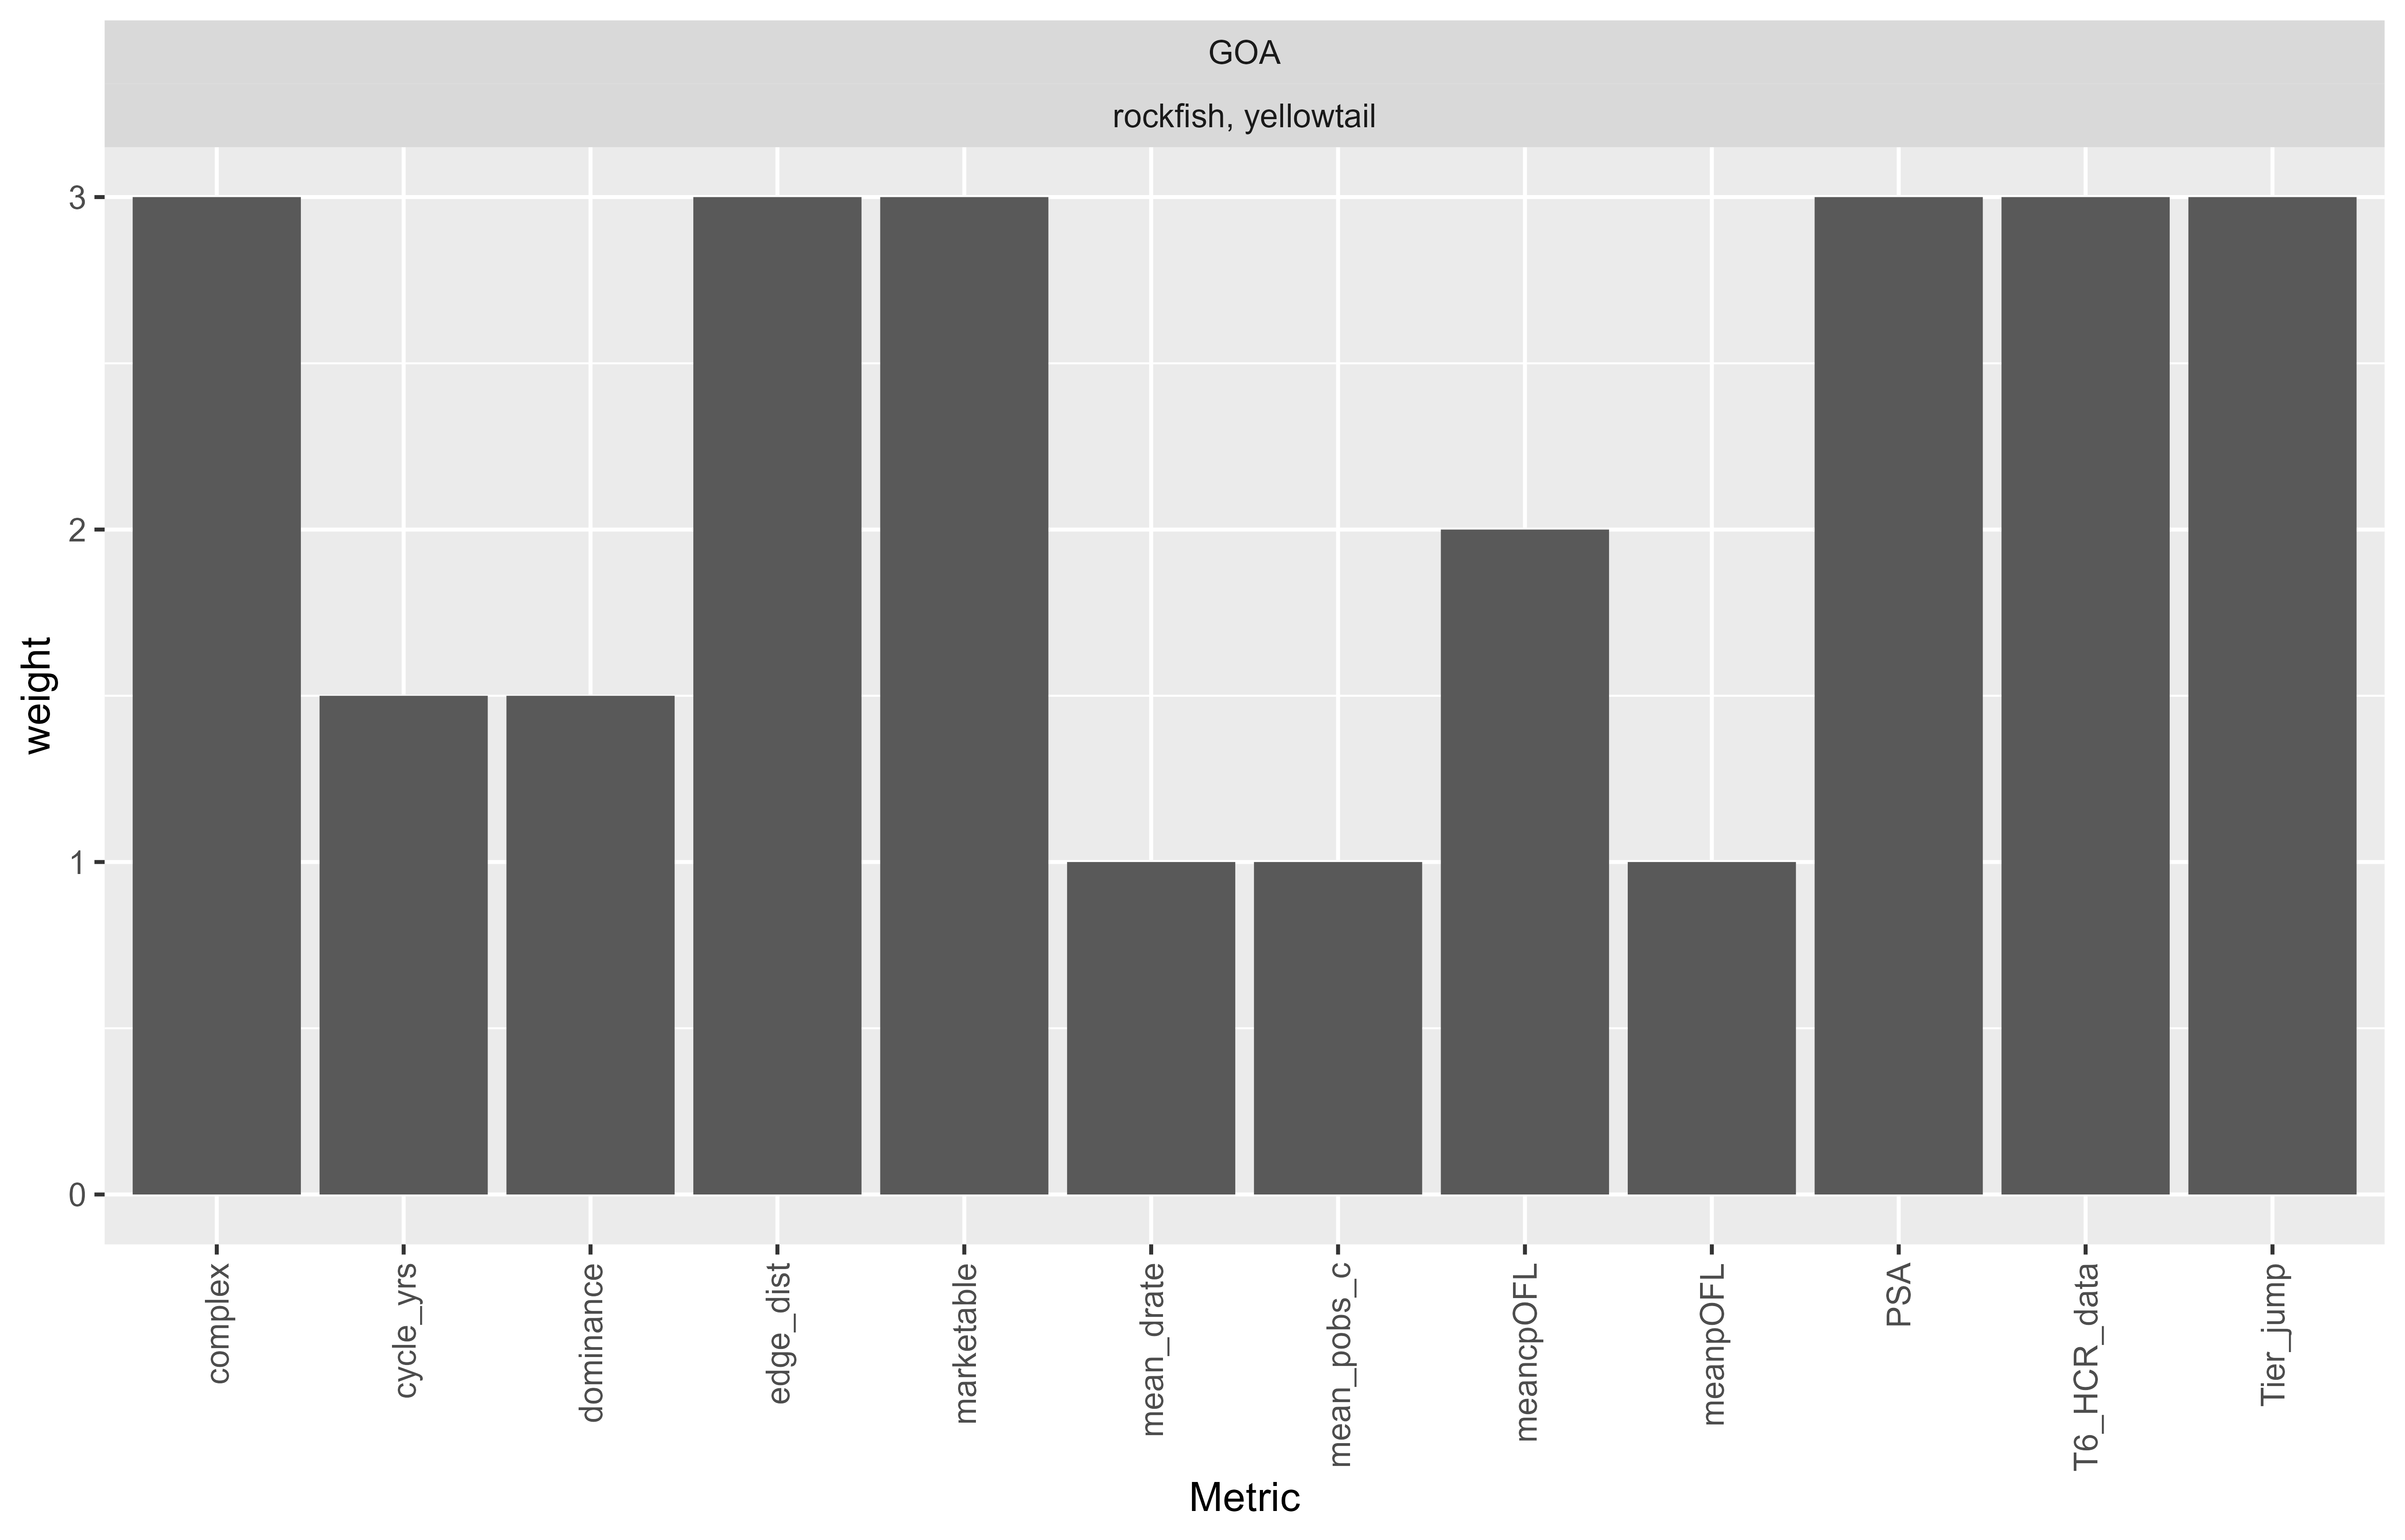 GOA
rockfish, yellowtail
weight
3
2
1
0
complex
cycle_yrs
dominance
edge_dist
marketable
mean_drate
mean_pobs_c
meancpOFL
meanpOFL
PSA
T6_HCR_data
Tier_jump
Metric